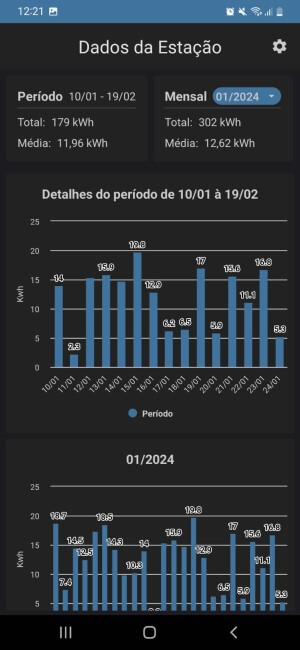 12:21
Dados da Estação
Período 10/01 - 19/02
Total: 179 kWh
Média: 11,96 kWh
Mensal 01/2024
Total: 302 kWh
Média: 12,62 kWh
Detalhes do período de 10/01 à 19/02
Kwh
25
20
15
10
5
0
14 2.3 15.9 19.8 12.9 6.2 6.5 17 5.9 15.6 11.1 16.8 5.3
10/01 11/01 12/01 13/01 14/01 15/01 16/01 17/01 18/01 19/01 20/01 21/01 22/01 23/01 24/01
Período
01/2024
Kwh
25
20
15
10
5
18.7 7.4 14.5 12.5 18.5 14.3 10.3 14 15.9 19.8 12.9 6.5 17 5.9 15.6 11.1 16.8 5.3